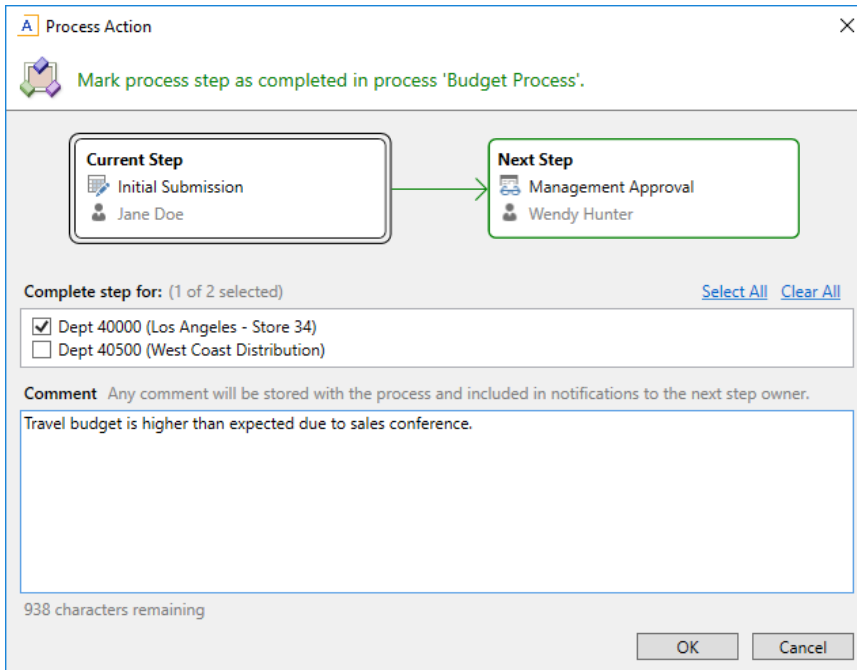 A Process Action
Mark process step as completed in process 'Budget Process'.
Current Step
Initial Submission
Jane Doe
Next Step
Management Approval
Wendy Hunter
Complete step for: (1 of 2 selected) Select All Clear All
Dept 40000 (Los Angeles - Store 34)
Dept 40500 (West Coast Distribution)
Comment Any comment will be stored with the process and included in notifications to the next step owner.
Travel budget is higher than expected due to sales conference.
938 characters remaining
OK Cancel